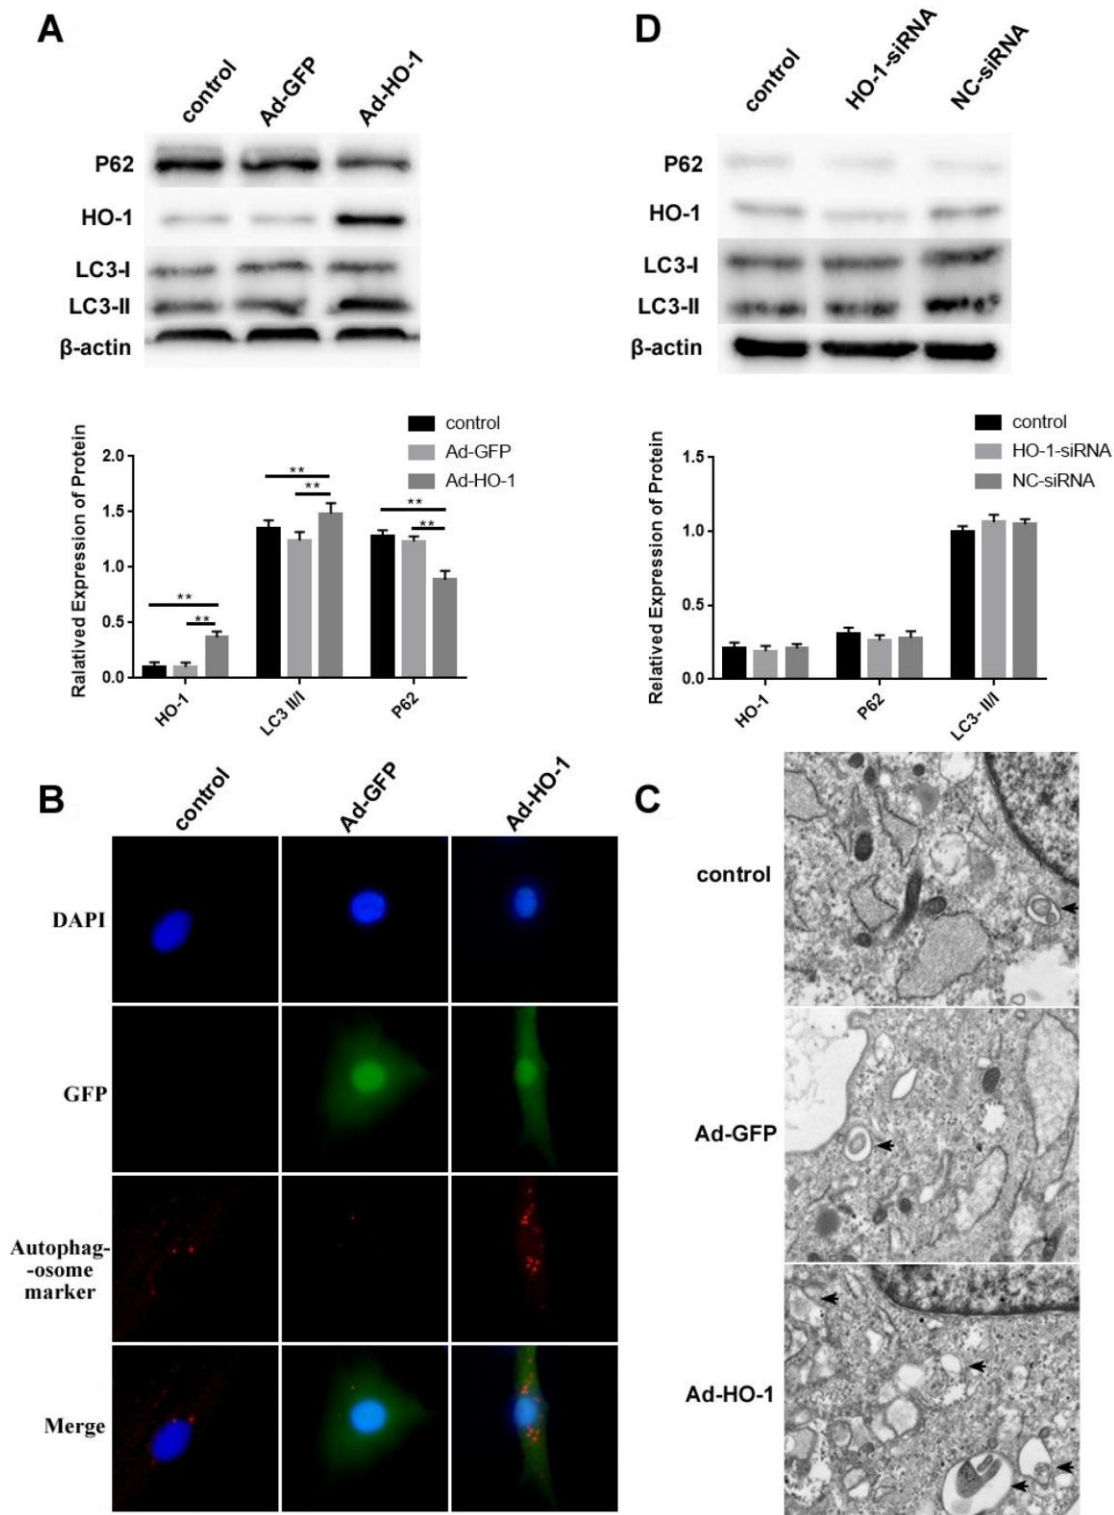 A
control
Ad-GFP
Ad-HO-1
P62
HO-1
LC3-I
LC3-II
β-actin
Ralatived Expression of Protein
2.0
1.5
1.0
0.5
0.0
control
Ad-GFP
Ad-HO-1
**
**
**
**
**
**
HO-1
LC3 II/I
P62
D
control
HO-1-siRNA
NC-siRNA
P62
HO-1
LC3-I
LC3-II
β-actin
Relatived Expression of Protein
1.5
1.0
0.5
0.0
control
HO-1-siRNA
NC-siRNA
HO-1
P62
LC3- II/I
B
control
Ad-GFP
Ad-HO-1
DAPI
GFP
Autophag-
-osome
marker
Merge
C
control
Ad-GFP
Ad-HO-1